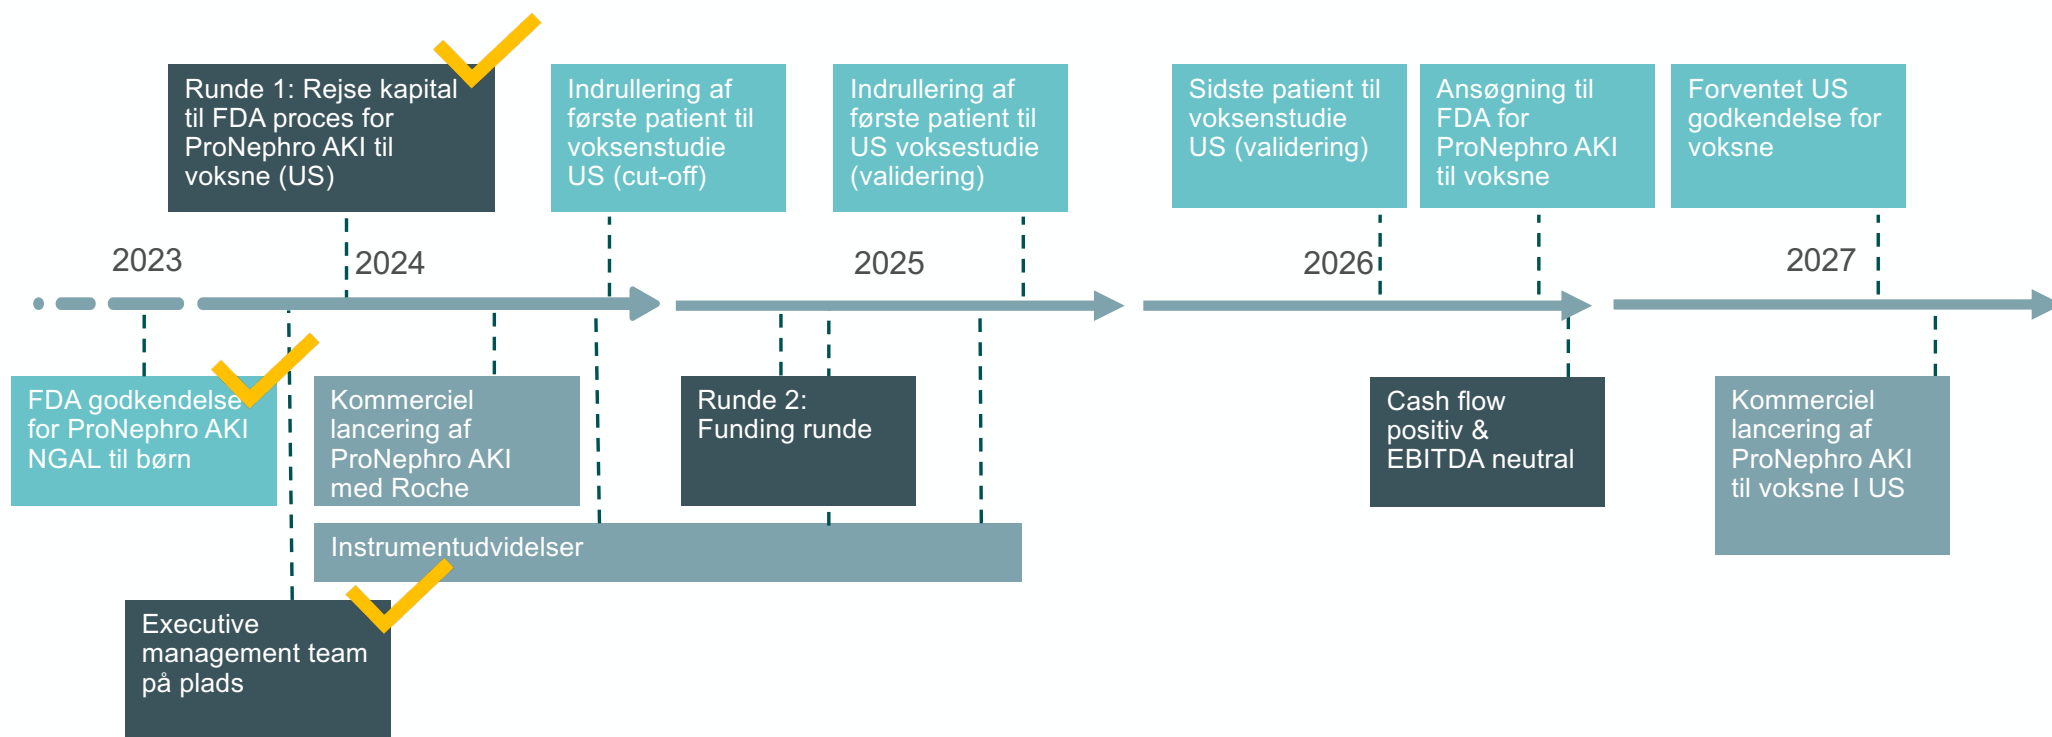 Runde 1: Rejse kapital
til FDA proces for
ProNephro AKI til
voksne (US)
Indrullering af
første patient til
voksenstudie
US (cut-off)
Indrullering af
første patient til
US voksestudie
(validering)
Sidste patient til
voksenstudie
US (validering)
Ansøgning til
FDA for
ProNephro AKI
til voksne
Forventet US
godkendelse for
voksne
2023
2024
2025
2026
2027
FDA godkendelse
for ProNephro AKI
NGAL til børn
Kommerciel
lancering af
ProNephro AKI
med Roche
Runde 2:
Funding runde
Cash flow
positiv &
EBITDA neutral
Kommerciel
lancering af
ProNephro AKI
til voksne I US
Instrumentudvidelser
Executive
management team
på plads